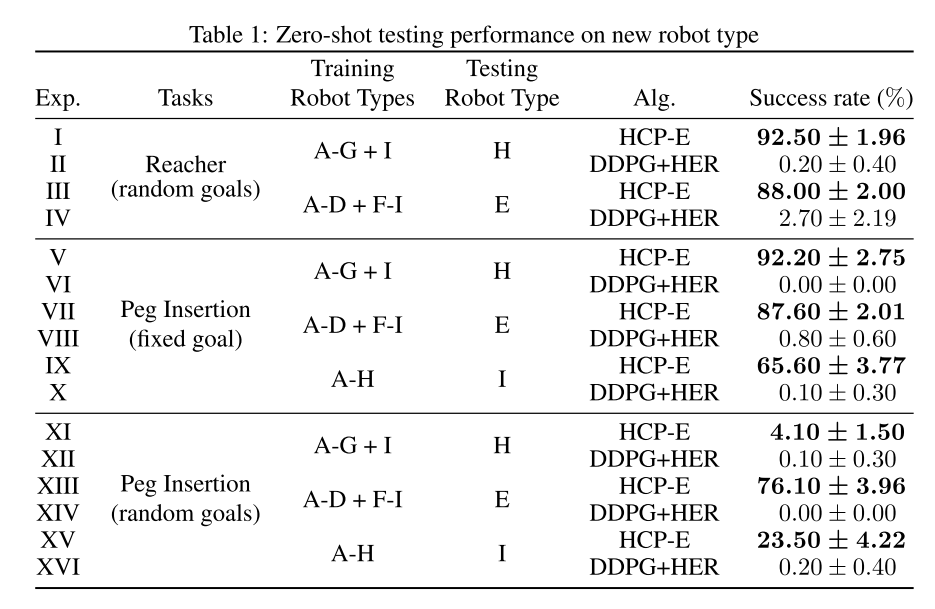 Table 1: Zero-shot testing performance on new robot type
Exp. Tasks Training Robot Types Testing Robot Type Alg. Success rate (%)
I Reacher (random goals) A-G + I H HCP-E 92.50 ± 1.96
II DDPG+HER 0.20 ± 0.40
III A-D + F-I E HCP-E 88.00 ± 2.00
IV DDPG+HER 2.70 ± 2.19
V Peg Insertion (fixed goal) A-G + I H HCP-E 92.20 ± 2.75
VI DDPG+HER 0.00 ± 0.00
VII A-D + F-I E HCP-E 87.60 ± 2.01
VIII DDPG+HER 0.80 ± 0.60
IX A-H I HCP-E 65.60 ± 3.77
X DDPG+HER 0.10 ± 0.30
XI Peg Insertion (random goals) A-G + I H HCP-E 4.10 ± 1.50
XII DDPG+HER 0.10 ± 0.30
XIII A-D + F-I E HCP-E 76.10 ± 3.96
XIV DDPG+HER 0.00 ± 0.00
XV A-H I HCP-E 23.50 ± 4.22
XVI DDPG+HER 0.20 ± 0.40